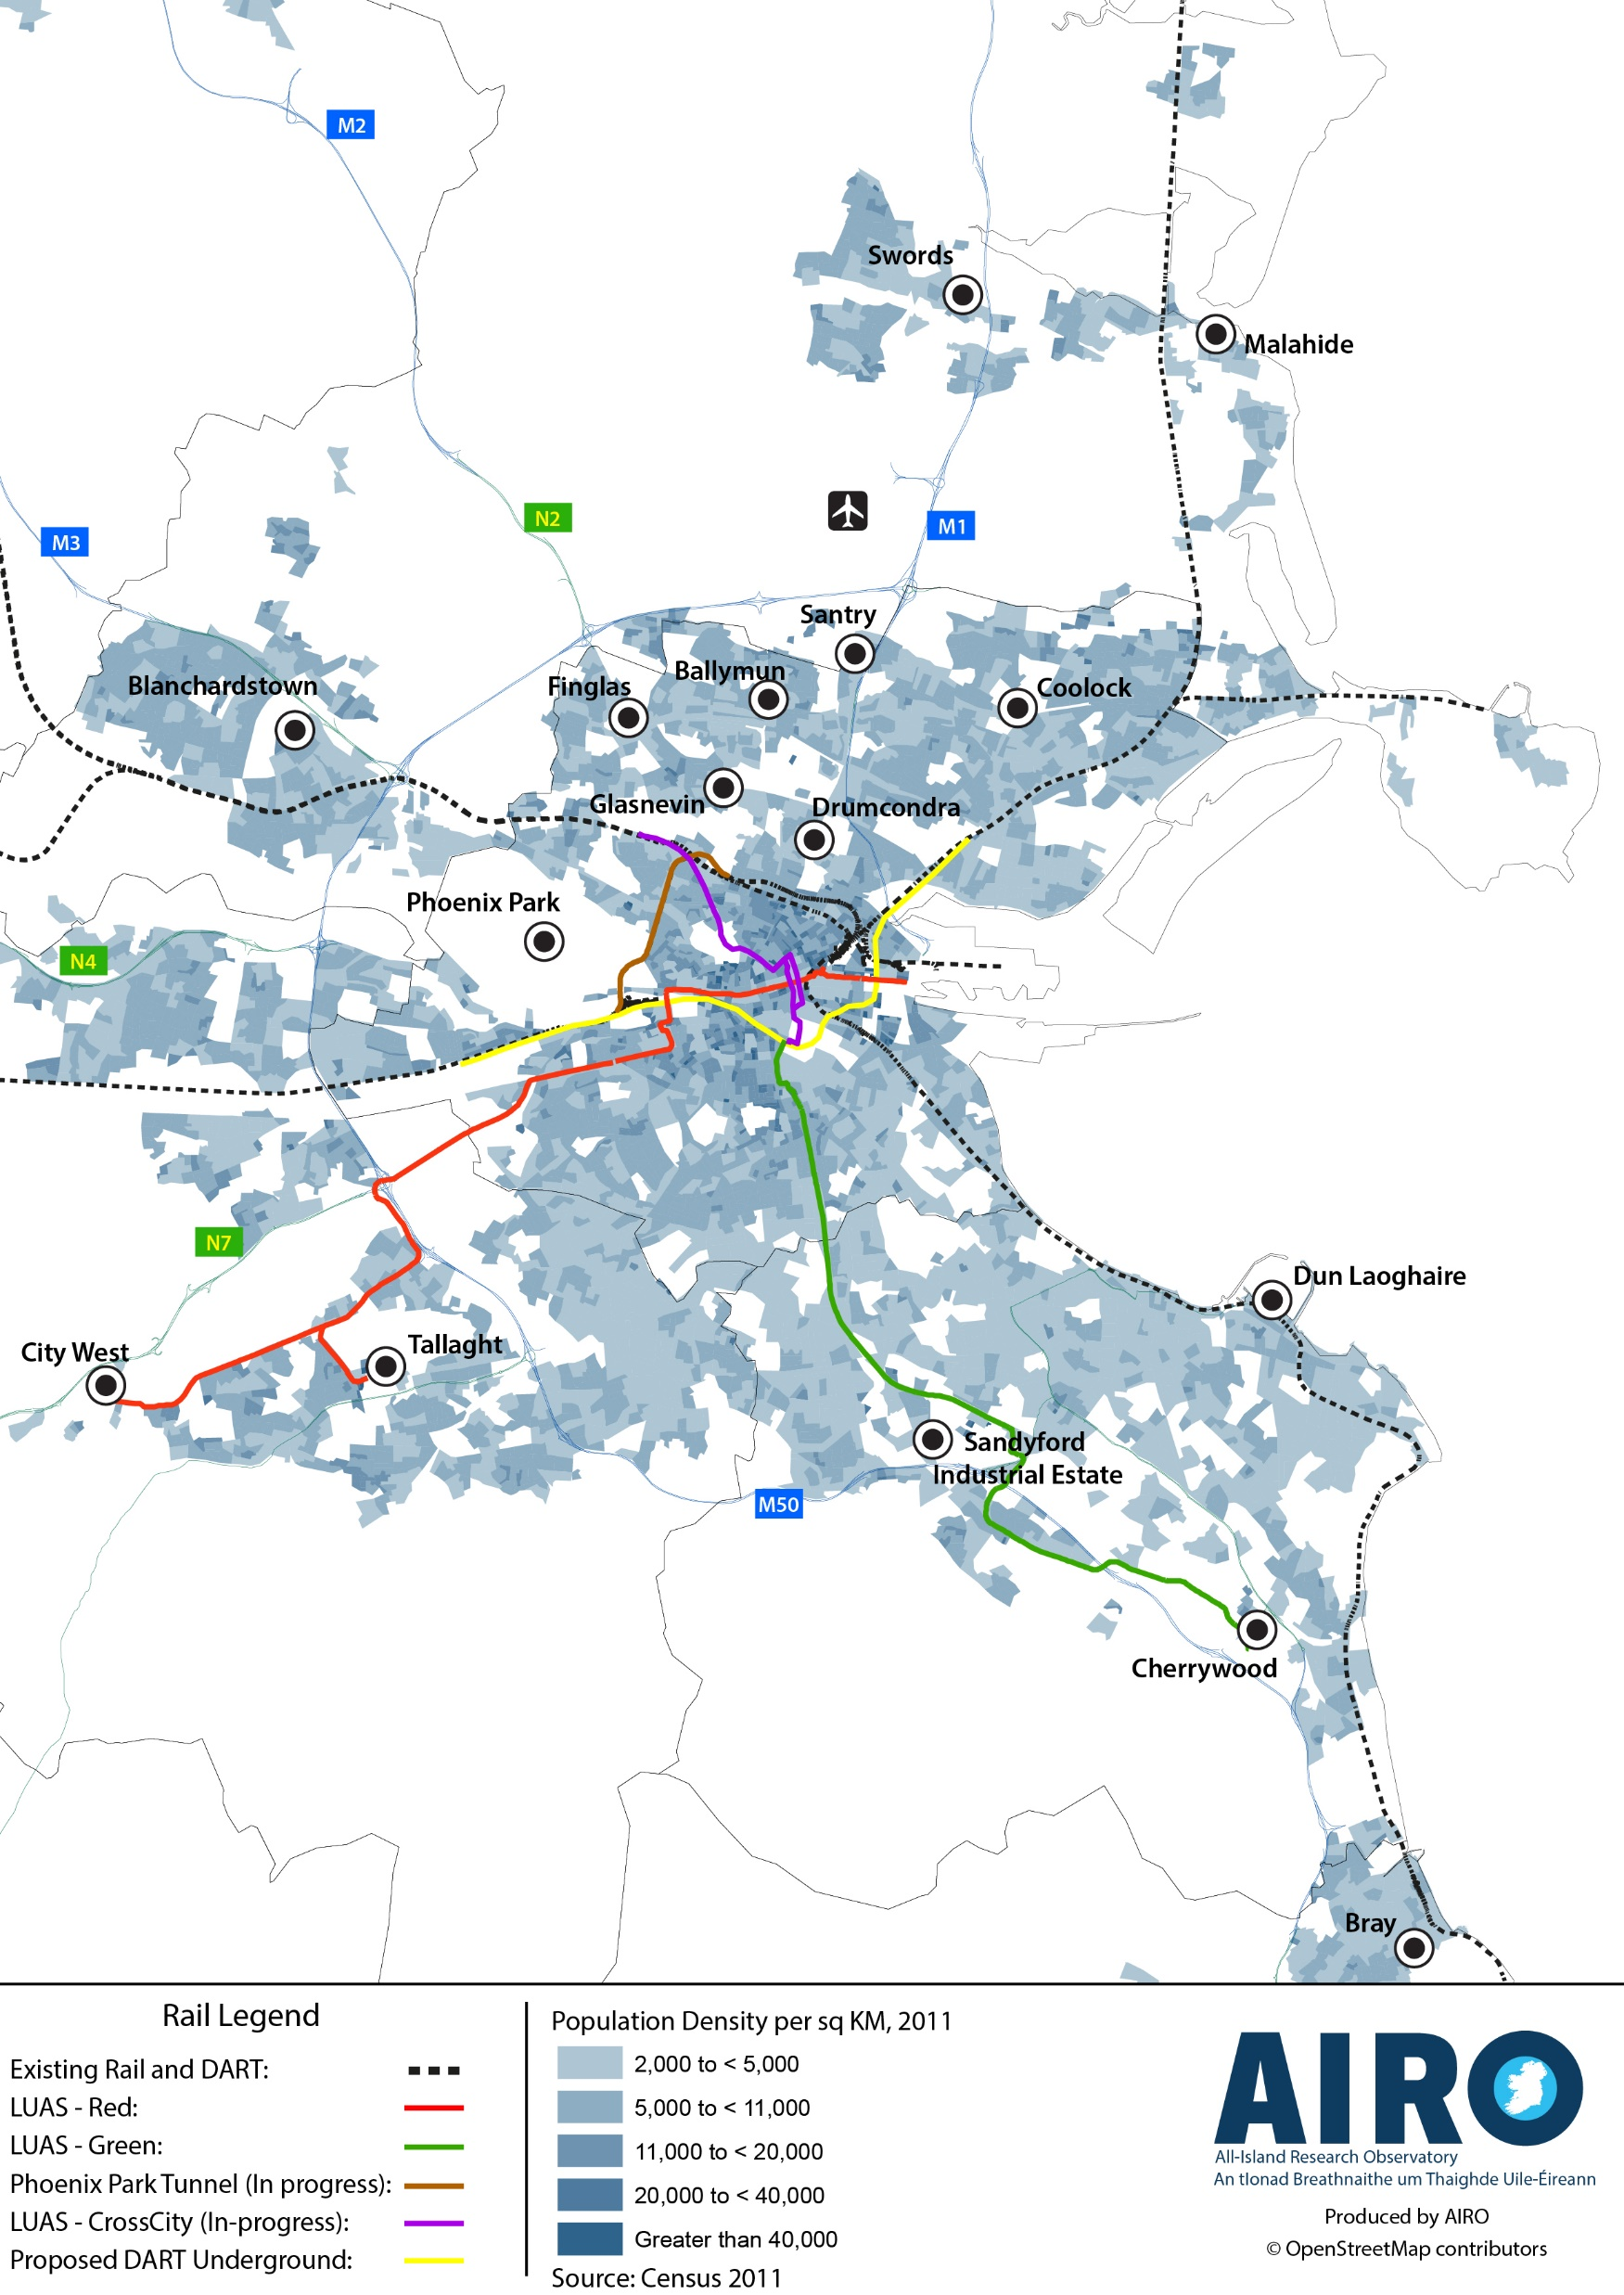 M2
Swords
Malahide
N2
M1
M3
Santry
Ballymun
Finglas
Coolock
Blanchardstown
Glasnevin
Drumcondra
Phoenix Park
N4
N7
Dun Laoghaire
City West
Tallaght
Sandyford
Industrial Estate
M50
Cherrywood
Bray
Rail Legend
Existing Rail and DART:
LUAS - Red:
LUAS - Green:
Phoenix Park Tunnel (In progress):
LUAS - CrossCity (In-progress):
Proposed DART Underground:
Population Density per sq KM, 2011
2,000 to < 5,000
5,000 to < 11,000
11,000 to < 20,000
20,000 to < 40,000
Greater than 40,000
Source: Census 2011
AIRO
All-Island Research Observatory
An tIonad Breathnaithe um Thaighde Uile-Éireann
Produced by AIRO
© OpenStreetMap contributors